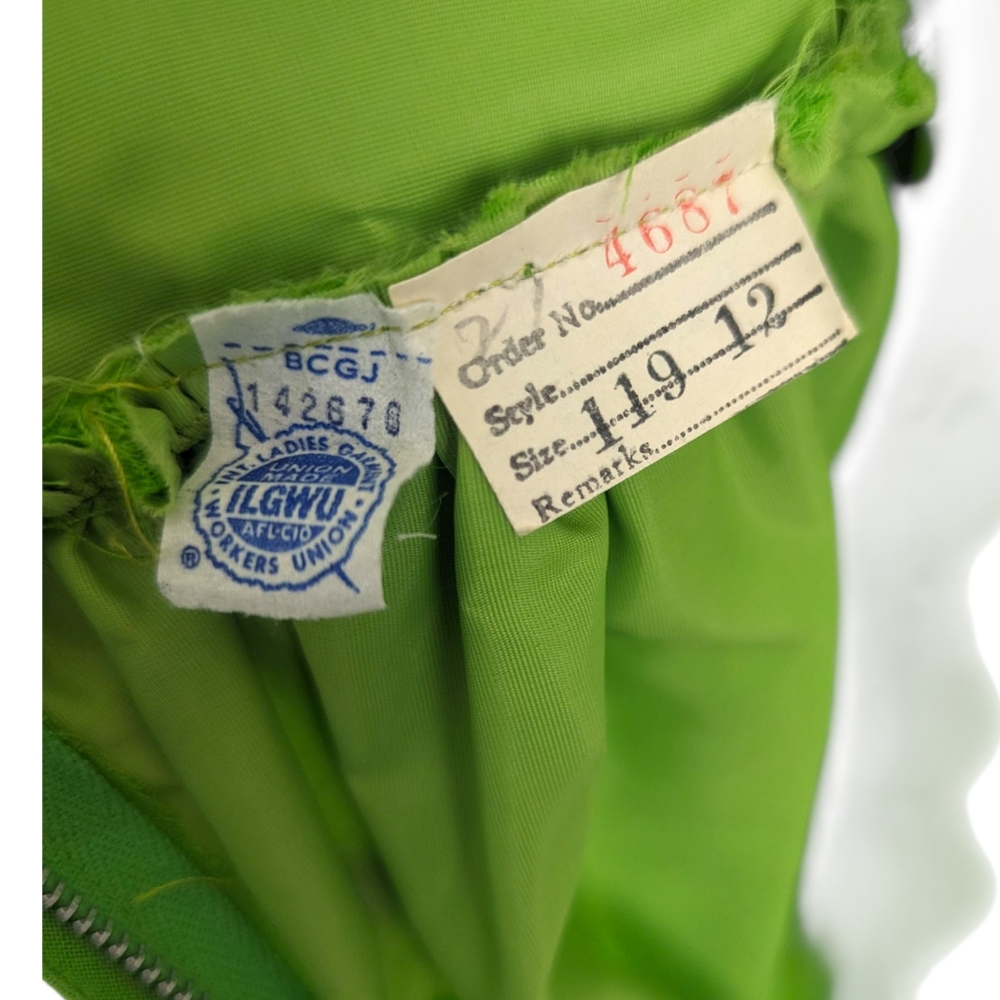 BCGJ
142670
INT. LADIES GARMENT
UNION
MADE
ILGWU
AFL-CIO
WORKERS UNION
®
4687
Order No.
Style
Size 119 12
Remarks